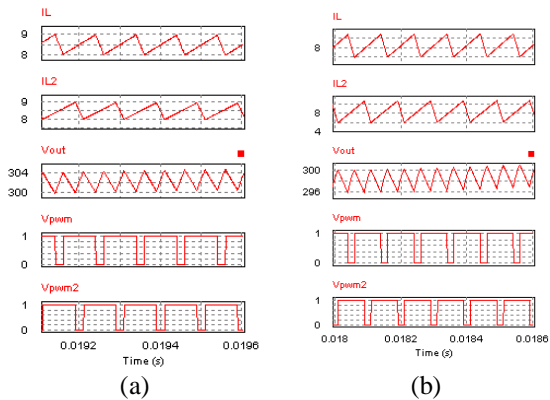 IL
9
8
IL2
9
8
Vout
304
300
Vpwm
1
0
Vpwm2
1
0
0.0192 0.0194 0.0196
Time (s)
(a)
IL
8
IL2
8
4
Vout
300
296
Vpwm
1
0
Vpwm2
1
0
0.018 0.0182 0.0184 0.0186
Time (s)
(b)